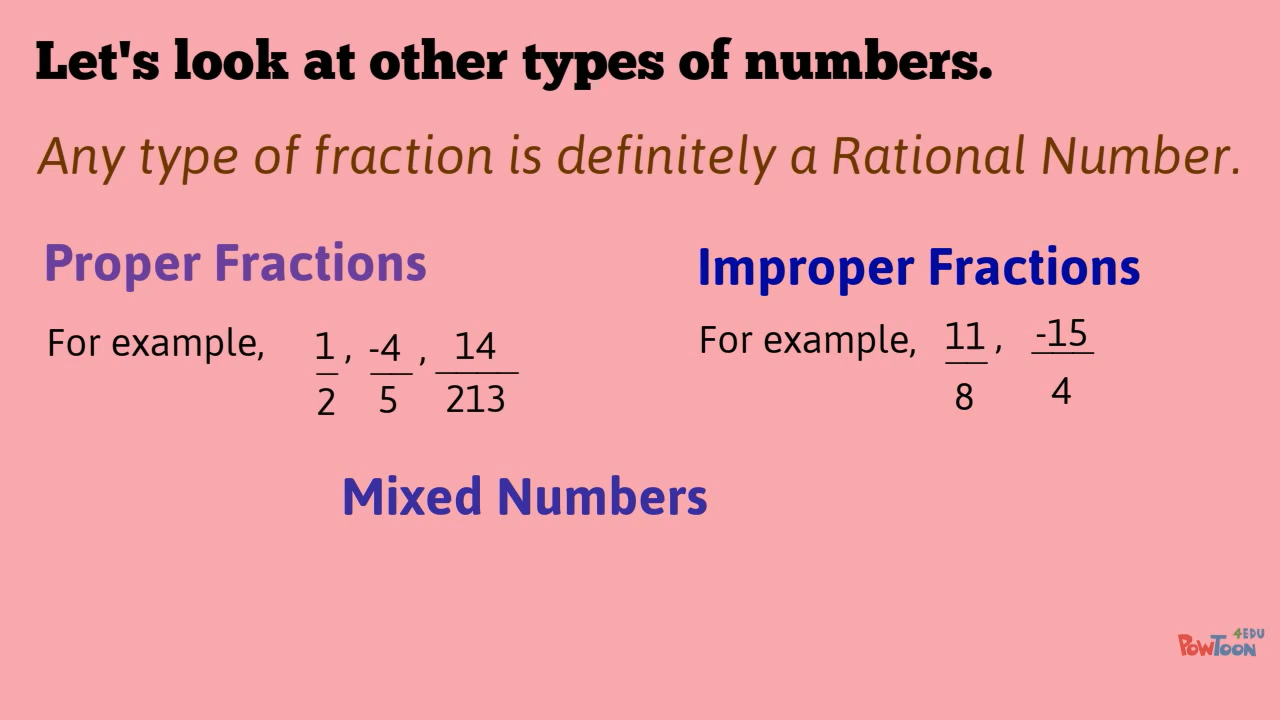 Let's look at other types of numbers.
Any type of fraction is definitely a Rational Number.
Proper Fractions
For example, 1/2, -4/5, 14/213
Improper Fractions
For example, 11/8, -15/4
Mixed Numbers
4EDU
PowToon